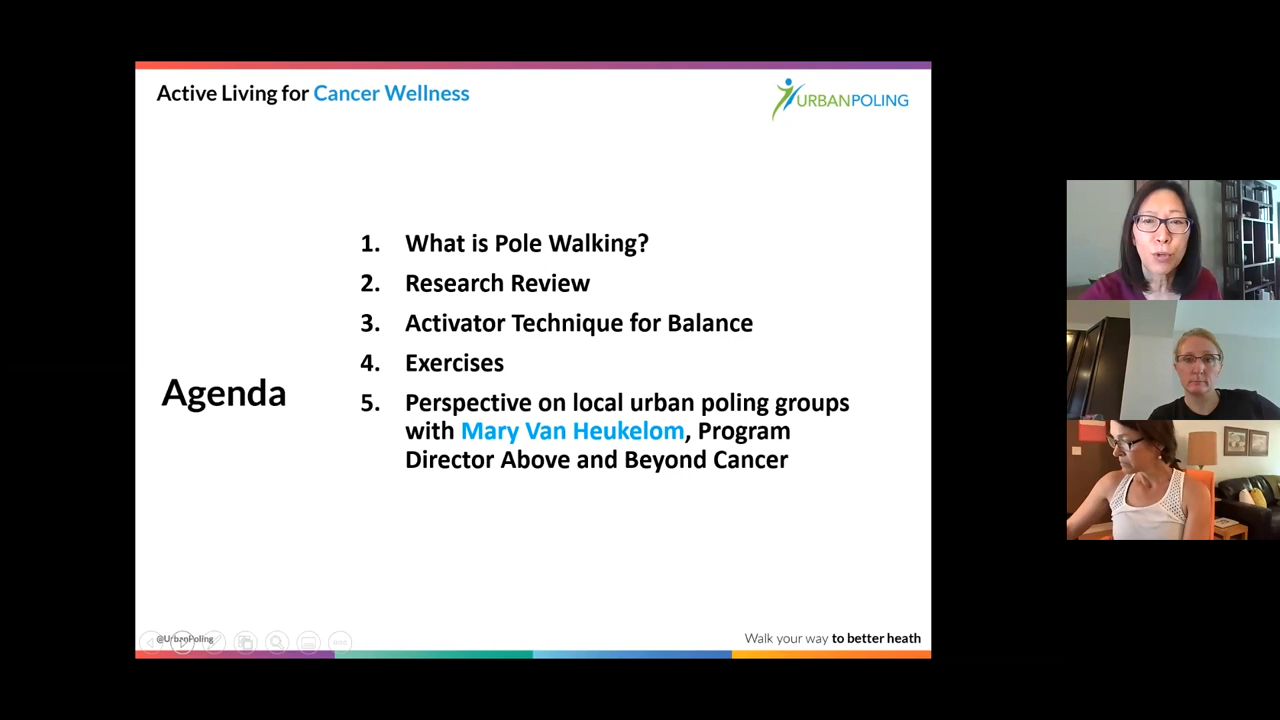 Active Living for Cancer Wellness
URBANPOLING
Agenda
1. What is Pole Walking?
2. Research Review
3. Activator Technique for Balance
4. Exercises
5. Perspective on local urban poling groups
with Mary Van Heukelom, Program
Director Above and Beyond Cancer
@UrbanPoling
Walk your way to better heath